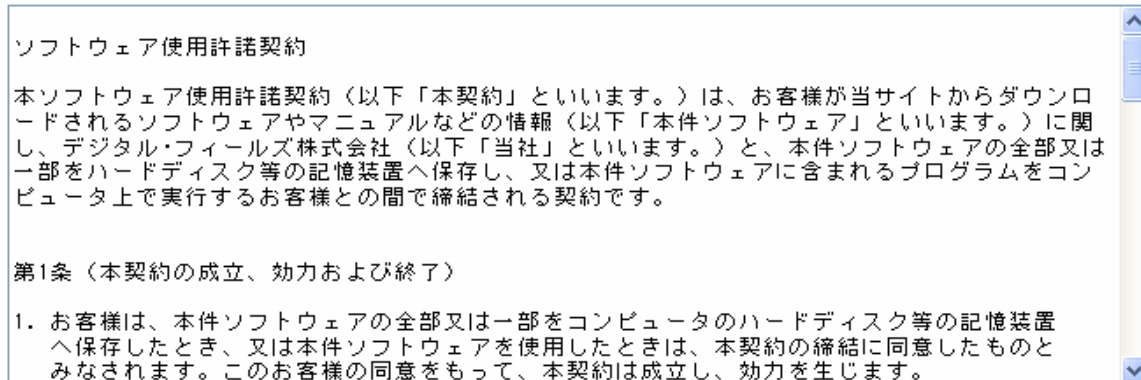 ソフトウェア使用許諾契約
本ソフトウェア使用許諾契約（以下「本契約」といいます。）は、お客様が当サイトからダウンロ
ードされるソフトウェアやマニュアルなどの情報（以下「本件ソフトウェア」といいます。）に関
し、デジタル・フィールズ株式会社（以下「当社」といいます。）と、本件ソフトウェアの全部又は
一部をハードディスク等の記憶装置へ保存し、又は本件ソフトウェアに含まれるプログラムをコン
ピュータ上で実行するお客様との間で締結される契約です。
第1条（本契約の成立、効力および終了）
1. お客様は、本件ソフトウェアの全部又は一部をコンピュータのハードディスク等の記憶装置
へ保存したとき、又は本件ソフトウェアを使用したときは、本契約の締結に同意したものと
みなされます。このお客様の同意をもって、本契約は成立し、効力を生じます。